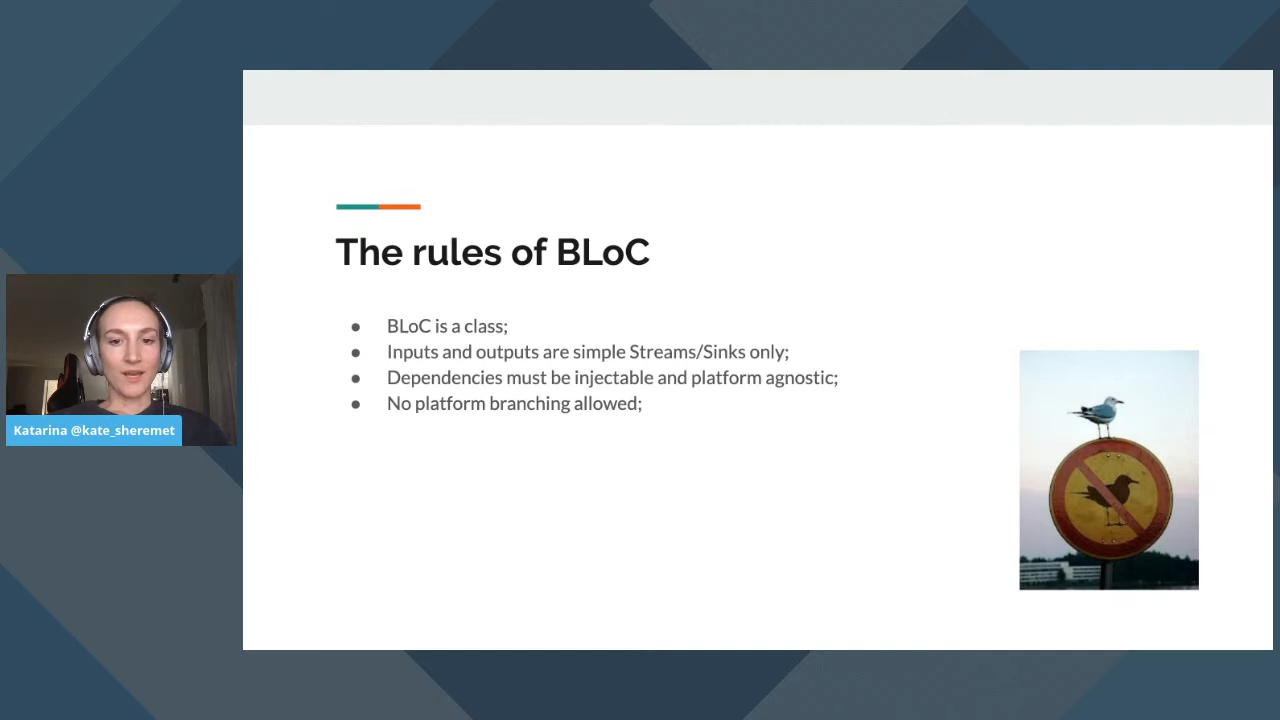 The rules of BLoC
● BLoC is a class;
● Inputs and outputs are simple Streams/Sinks only;
● Dependencies must be injectable and platform agnostic;
● No platform branching allowed;
Katarina @kate_sheremet